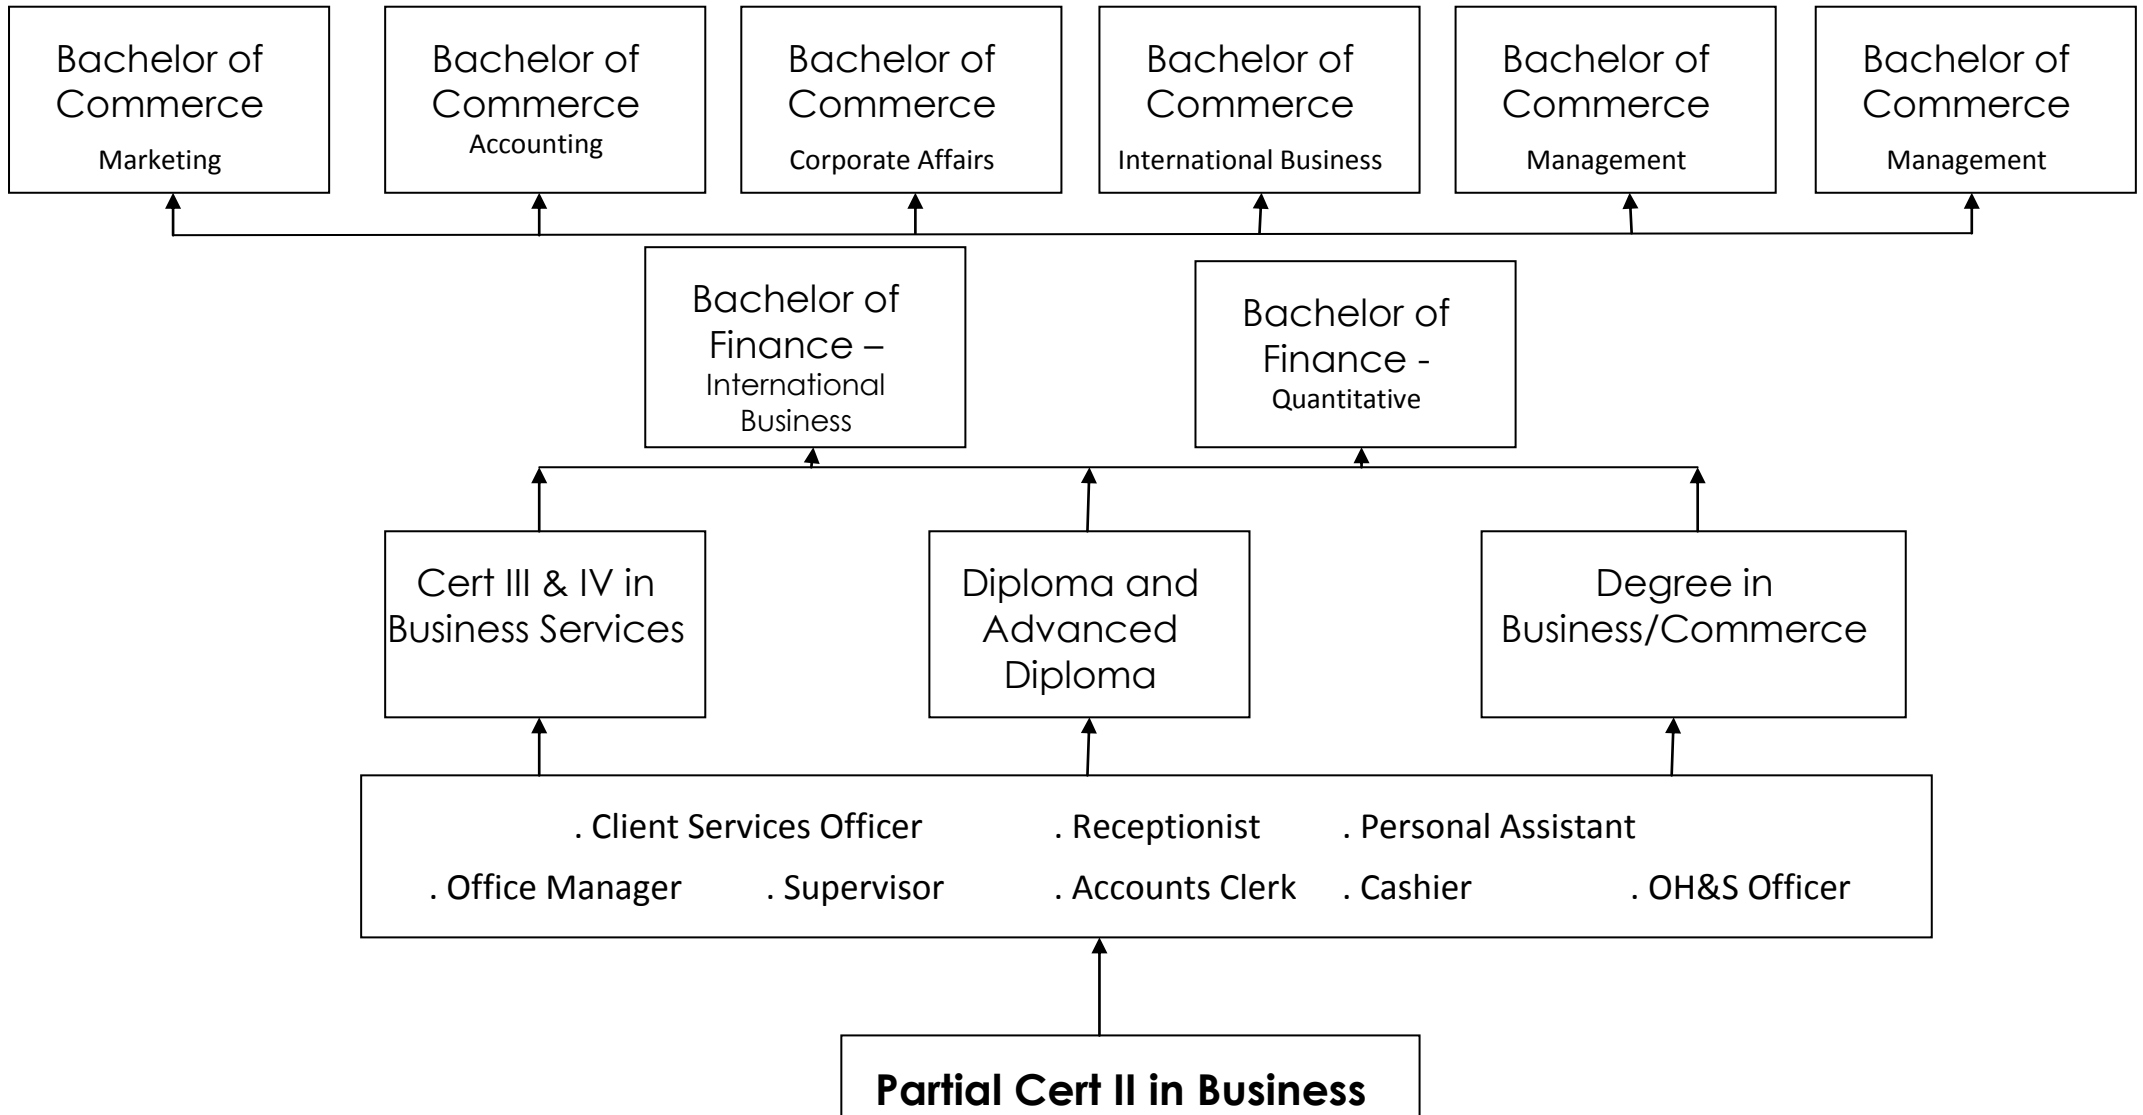 Bachelor of
Commerce
Marketing
Bachelor of
Commerce
Accounting
Bachelor of
Commerce
Corporate Affairs
Bachelor of
Commerce
International Business
Bachelor of
Commerce
Management
Bachelor of
Commerce
Management
Bachelor of
Finance –
International
Business
Bachelor of
Finance -
Quantitative
Cert III & IV in
Business Services
Diploma and
Advanced
Diploma
Degree in
Business/Commerce
. Client Services Officer . Receptionist . Personal Assistant
. Office Manager . Supervisor . Accounts Clerk . Cashier . OH&S Officer
Partial Cert II in Business